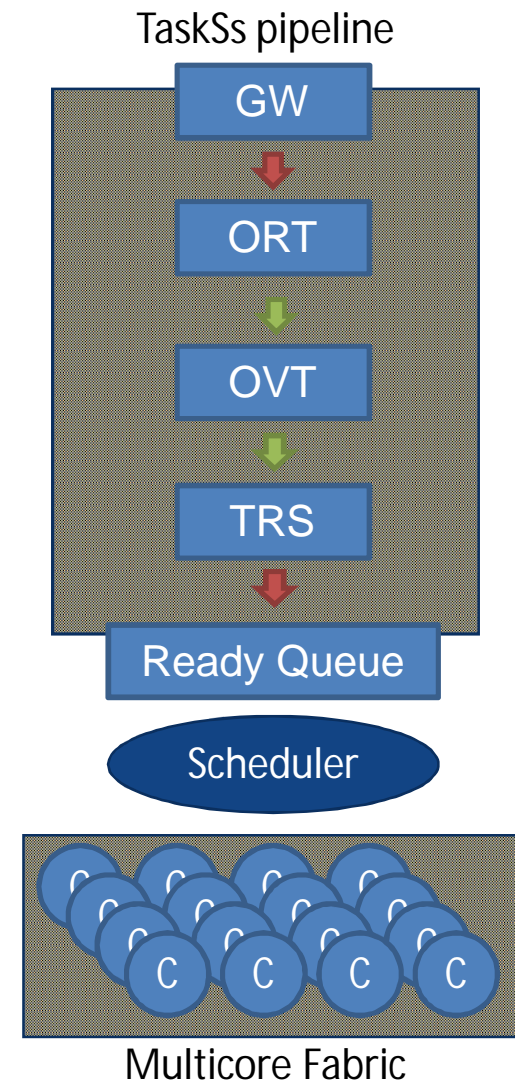 TaskSs pipeline
GW
ORT
OVT
TRS
Ready Queue
Scheduler
C C C C
C C C C
C C C C
C C C C
Multicore Fabric